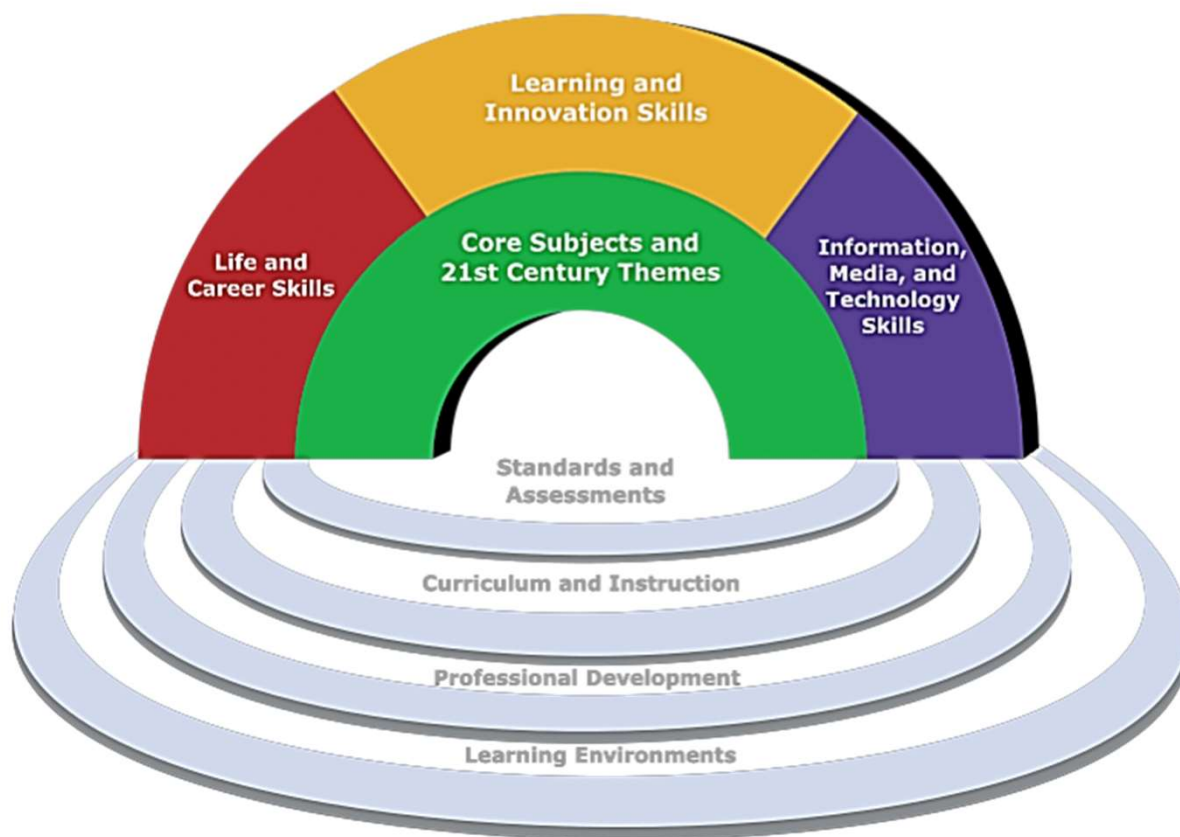 Learning and
Innovation Skills
Life and
Career Skills
Core Subjects and
21st Century Themes
Information,
Media, and
Technology
Skills
Standards and
Assessments
Curriculum and Instruction
Professional Development
Learning Environments